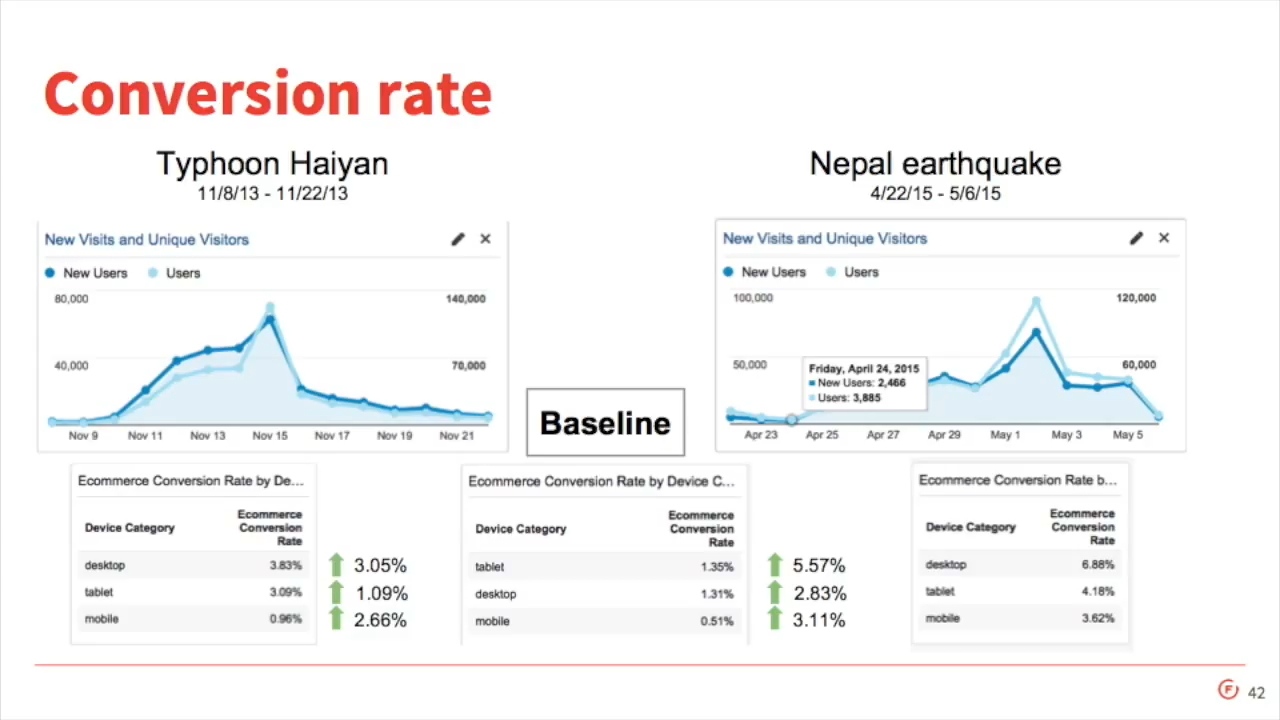 Conversion rate
Typhoon Haiyan
11/8/13 - 11/22/13
New Visits and Unique Visitors
New Users Users
80,000 140,000
40,000 70,000
Nov 9 Nov 11 Nov 13 Nov 15 Nov 17 Nov 19 Nov 21
Nepal earthquake
4/22/15 - 5/6/15
New Visits and Unique Visitors
New Users Users
100,000 120,000
50,000 60,000
Friday, April 24, 2015
New Users: 2,466
Users: 3,885
Apr 23 Apr 25 Apr 27 Apr 29 May 1 May 3 May 5
Baseline
Ecommerce Conversion Rate by De...
Device Category Ecommerce
Conversion
Rate
desktop 3.83%
tablet 3.09%
mobile 0.96%
3.05%
1.09%
2.66%
Ecommerce Conversion Rate by Device C...
Device Category Ecommerce
Conversion
Rate
tablet 1.35%
desktop 1.31%
mobile 0.51%
5.57%
2.83%
3.11%
Ecommerce Conversion Rate b...
Device Category Ecommerce
Conversion
Rate
desktop 6.88%
tablet 4.18%
mobile 3.62%
F 42